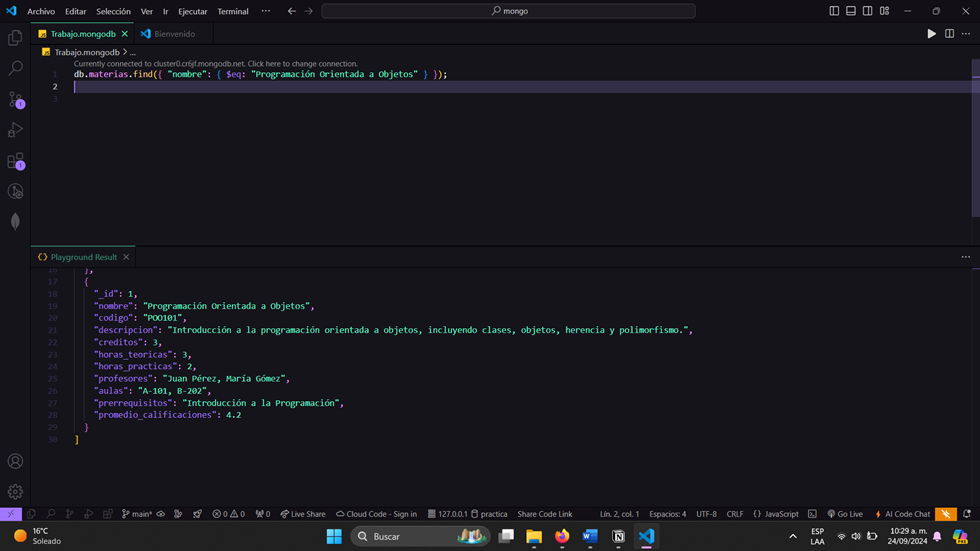 Archivo Editar Selección Ver Ir Ejecutar Terminal ··· mongo
Trabajo.mongodb Bienvenido
Trabajo.mongodb > ...
Currently connected to cluster0.cr6jf.mongodb.net. Click here to change connection.
1 db.materias.find({ "nombre": { $eq: "Programación Orientada a Objetos" } });
2
3
Playground Result
16 },
17 {
18 "_id": 1,
19 "nombre": "Programación Orientada a Objetos",
20 "codigo": "POO101",
21 "descripcion": "Introducción a la programación orientada a objetos, incluyendo clases, objetos, herencia y polimorfismo.",
22 "creditos": 3,
23 "horas_teoricas": 3,
24 "horas_practicas": 2,
25 "profesores": "Juan Pérez, María Gómez",
26 "aulas": "A-101, B-202",
27 "prerrequisitos": "Introducción a la Programación",
28 "promedio_calificaciones": 4.2
29 }
30 ]
main* 0 0 0 Live Share Cloud Code - Sign in 127.0.0.1 practica Share Code Link Lín. 2, col. 1 Espacios: 4 UTF-8 CRLF {} JavaScript Go Live AI Code Chat
16°C
Soleado
Buscar
ESP
LAA
10:29 a. m.
24/09/2024